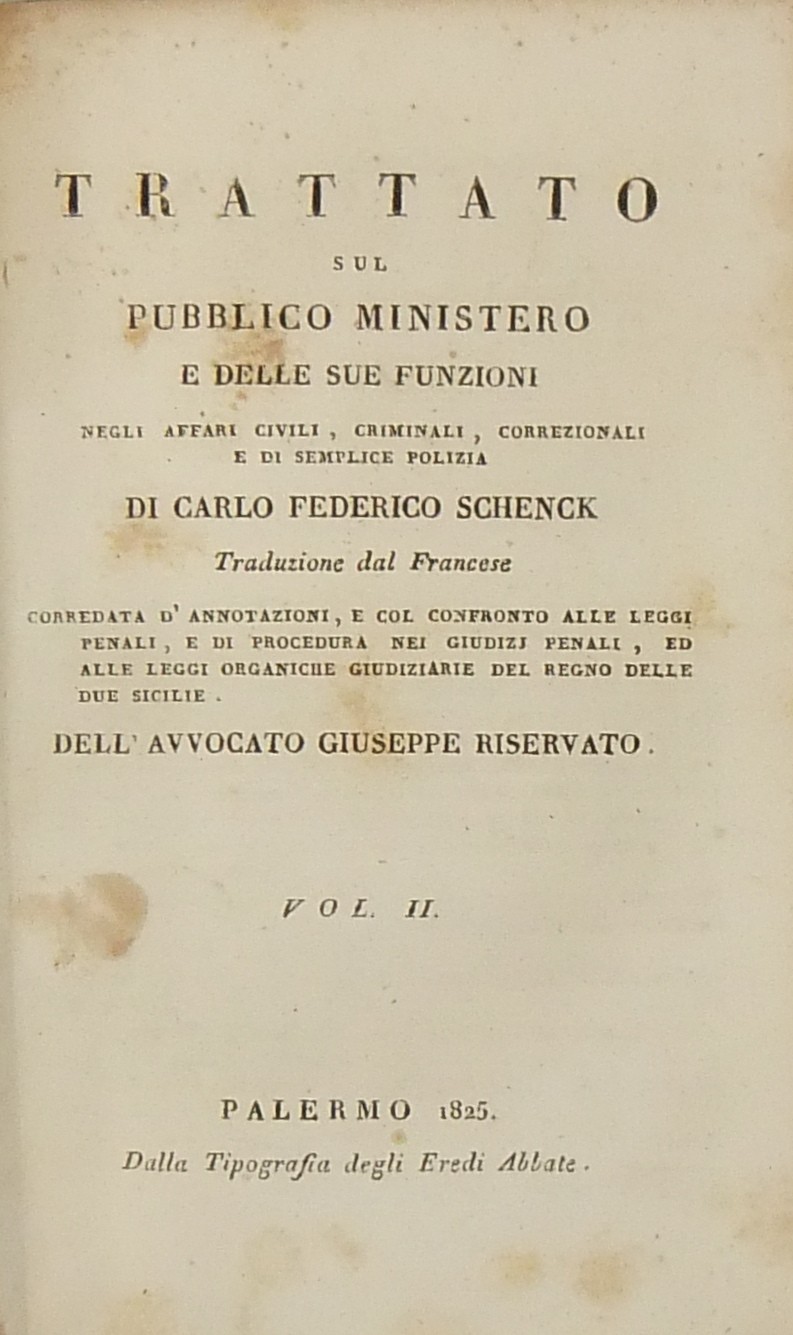 TRATTATO
SUL
PUBBLICO MINISTERO
E DELLE SUE FUNZIONI
NEGLI AFFARI CIVILI , CRIMINALI , CORREZIONALI
E DI SEMPLICE POLIZIA
DI CARLO FEDERICO SCHENCK
Traduzione dal Francese
CORREDATA D' ANNOTAZIONI, E COL CONFRONTO ALLE LEGGI
PENALI , E DI PROCEDURA NEI GIUDIZJ PENALI , ED
ALLE LEGGI ORGANICHE GIUDIZIARIE DEL REGNO DELLE
DUE SICILIE .
DELL' AVVOCATO GIUSEPPE RISERVATO .
VOL. II.
PALERMO 1825.
Dalla Tipografia degli Eredi Abbate .